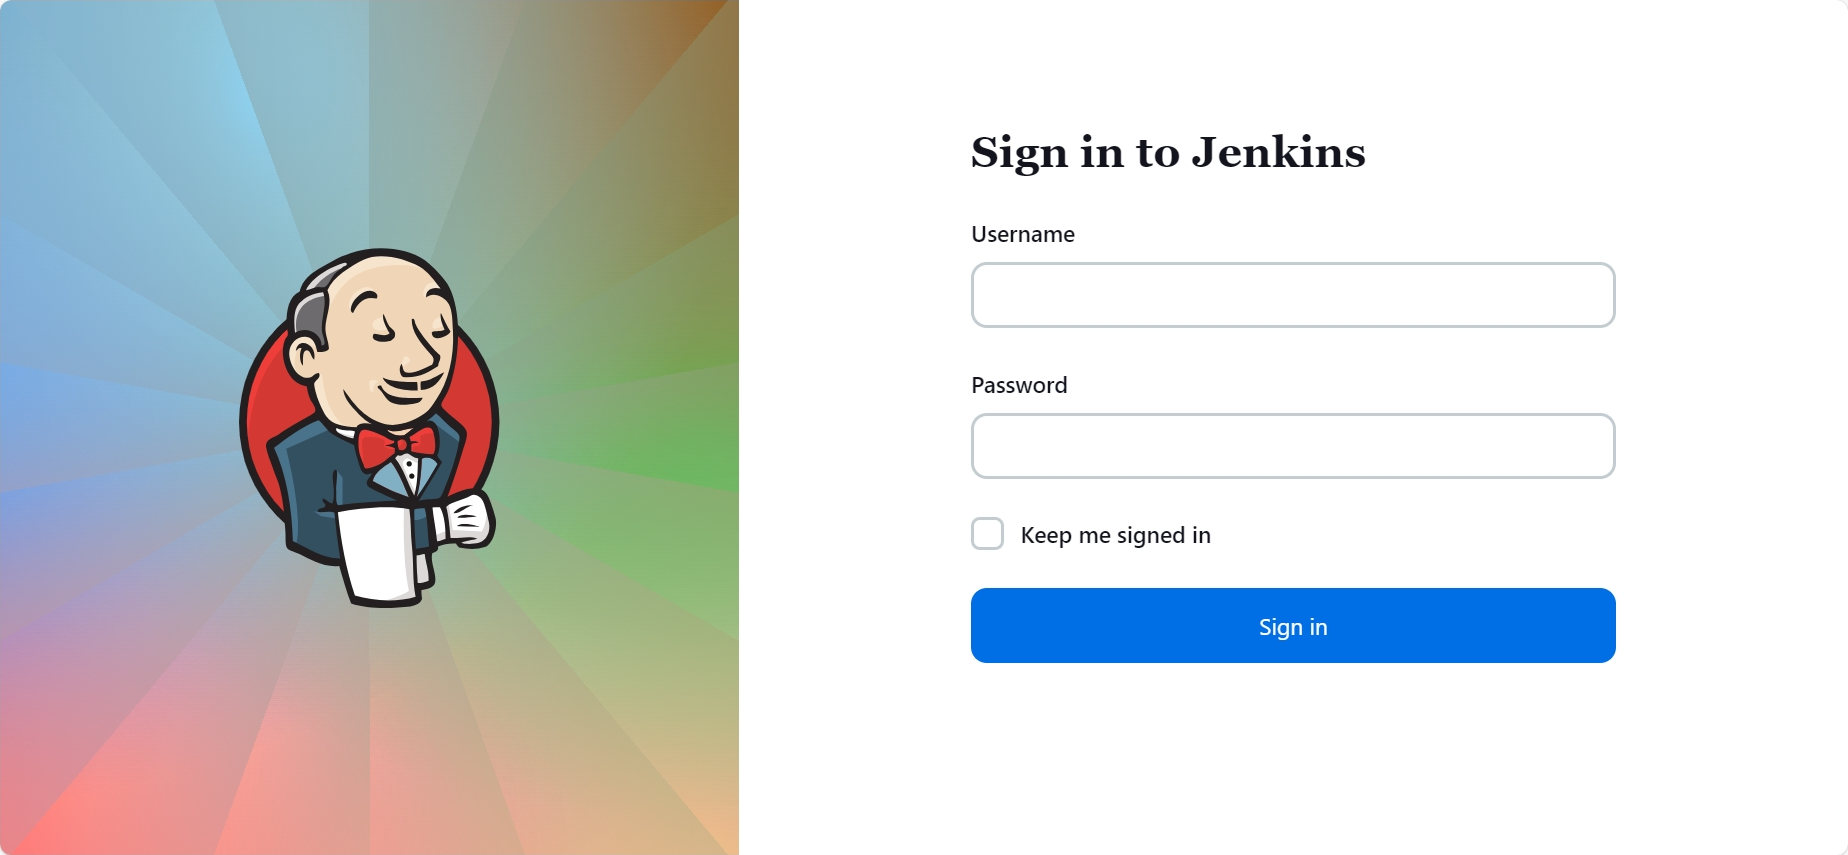 Sign in to Jenkins
Username
Password
Keep me signed in
Sign in